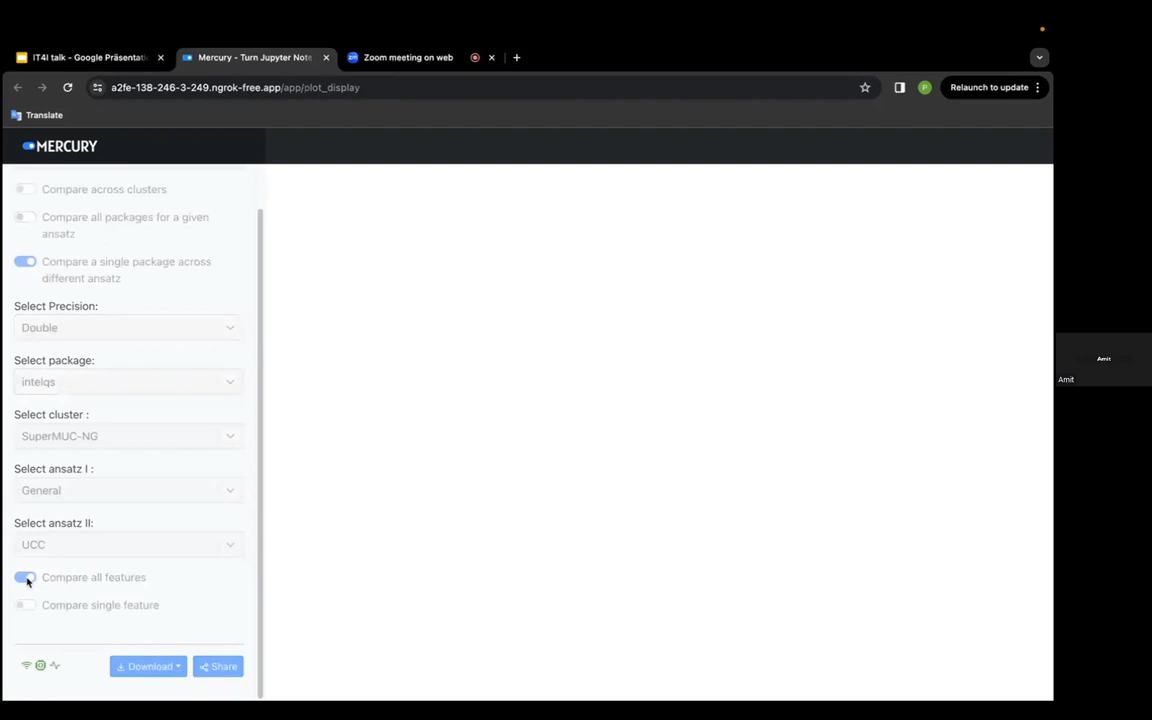 IT4I talk - Google Präsentati
Mercury - Turn Jupyter Note
Zoom meeting on web
a2fe-138-246-3-249.ngrok-free.app/app/plot_display
P
Relaunch to update
Translate
MERCURY
Compare across clusters
Compare all packages for a given
ansatz
Compare a single package across
different ansatz
Select Precision:
Double
Select package:
intelqs
Select cluster :
SuperMUC-NG
Select ansatz I :
General
Select ansatz II:
UCC
Compare all features
Compare single feature
Download
Share
Amit
Amit